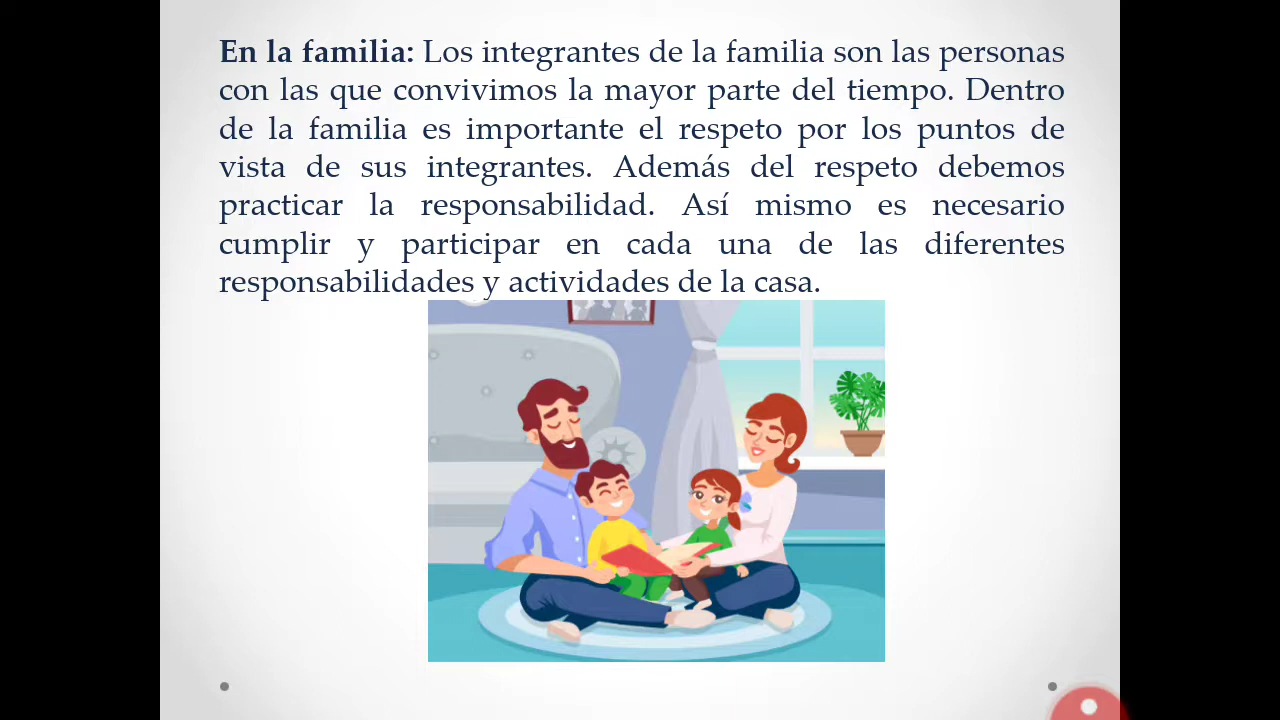 En la familia: Los integrantes de la familia son las personas
con las que convivimos la mayor parte del tiempo. Dentro
de la familia es importante el respeto por los puntos de
vista de sus integrantes. Además del respeto debemos
practicar la responsabilidad. Así mismo es necesario
cumplir y participar en cada una de las diferentes
responsabilidades y actividades de la casa.